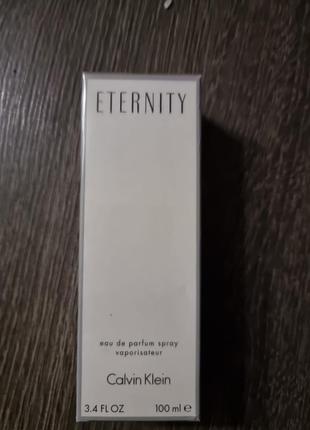 ETERNITY
eau de parfum spray
vaporisateur
Calvin Klein
3.4 FL OZ 100 ml e